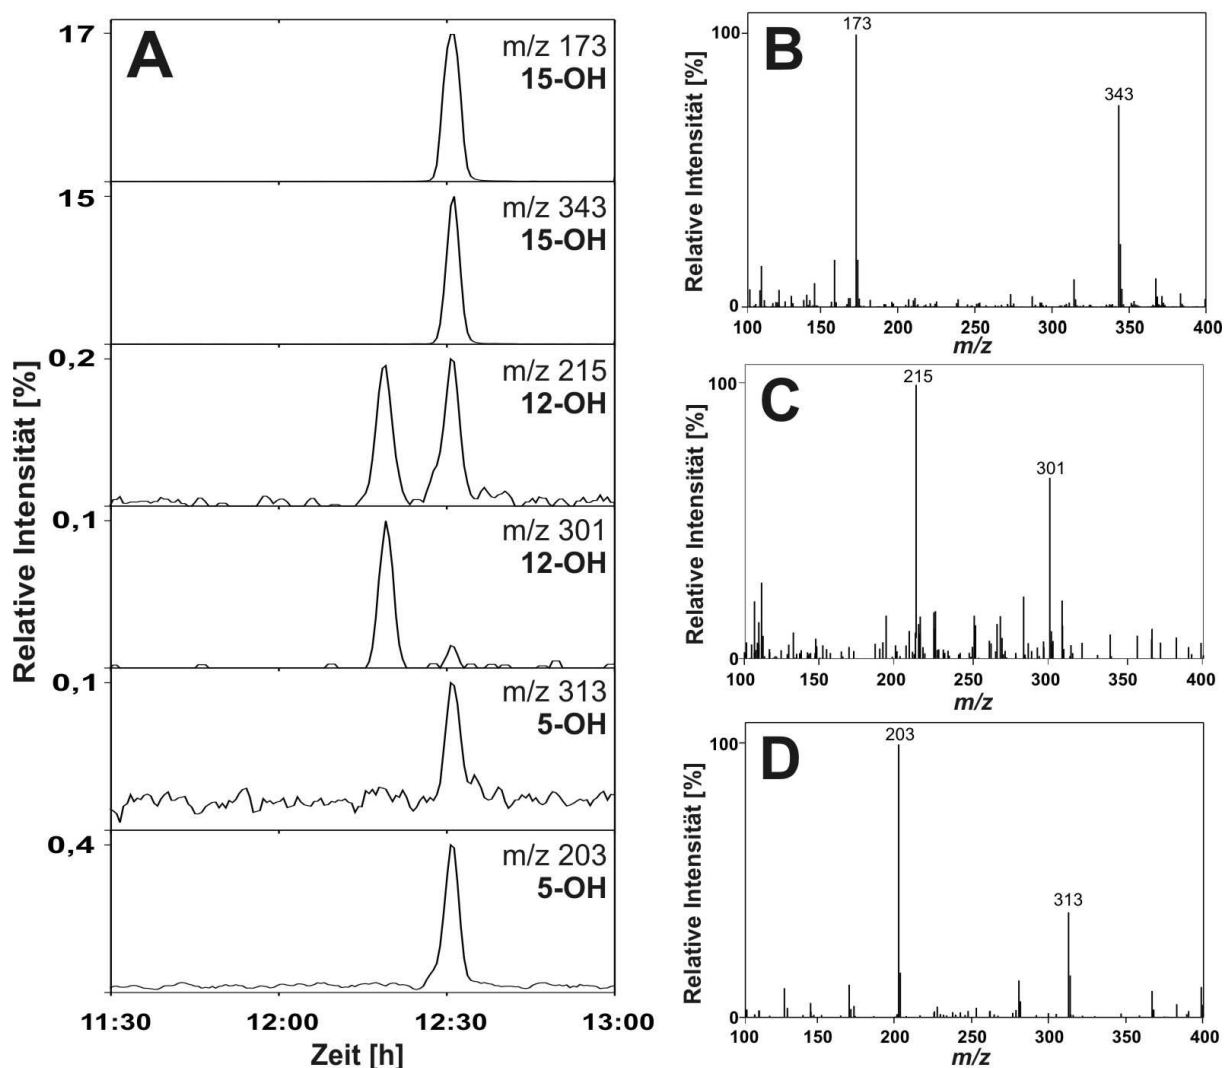 A
17
m/z 173
15-OH
15
m/z 343
15-OH
0,2
m/z 215
12-OH
0,1
m/z 301
12-OH
0,1
m/z 313
5-OH
0,4
m/z 203
5-OH
Relative Intensität [%]
11:30 12:00 12:30 13:00
Zeit [h]
B
173
343
100
0
Relative Intensität [%]
100 150 200 250 300 350 400
m/z
C
215
301
100
0
Relative Intensität [%]
100 150 200 250 300 350 400
m/z
D
203
313
100
0
Relative Intensität [%]
100 150 200 250 300 350 400
m/z